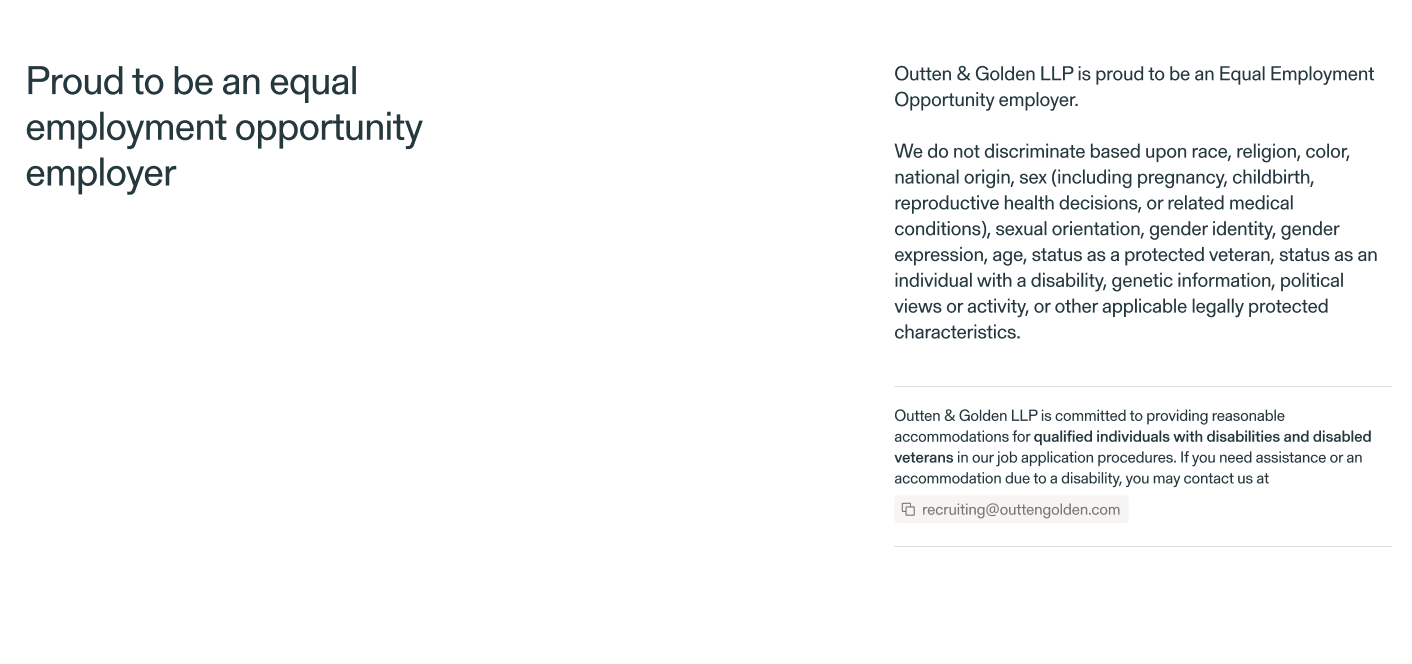 Proud to be an equal
employment opportunity
employer
Outten & Golden LLP is proud to be an Equal Employment
Opportunity employer.
We do not discriminate based upon race, religion, color,
national origin, sex (including pregnancy, childbirth,
reproductive health decisions, or related medical
conditions), sexual orientation, gender identity, gender
expression, age, status as a protected veteran, status as an
individual with a disability, genetic information, political
views or activity, or other applicable legally protected
characteristics.
Outten & Golden LLP is committed to providing reasonable
accommodations for qualified individuals with disabilities and disabled
veterans in our job application procedures. If you need assistance or an
accommodation due to a disability, you may contact us at
recruiting@outtengolden.com